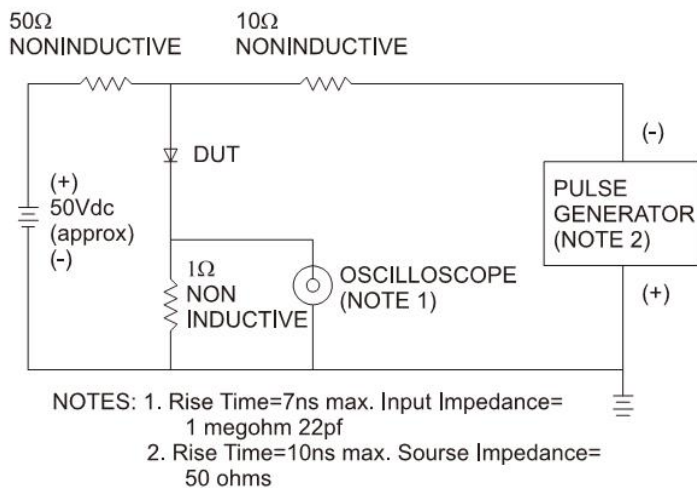 50Ω
NONINDUCTIVE
10Ω
NONINDUCTIVE
DUT
(+)
50Vdc
(approx)
(-)
1Ω
NON
INDUCTIVE
OSCILLOSCOPE
(NOTE 1)
(-)
PULSE
GENERATOR
(NOTE 2)
(+)
NOTES: 1. Rise Time=7ns max. Input Impedance=
1 megohm 22pf
2. Rise Time=10ns max. Sourse Impedance=
50 ohms